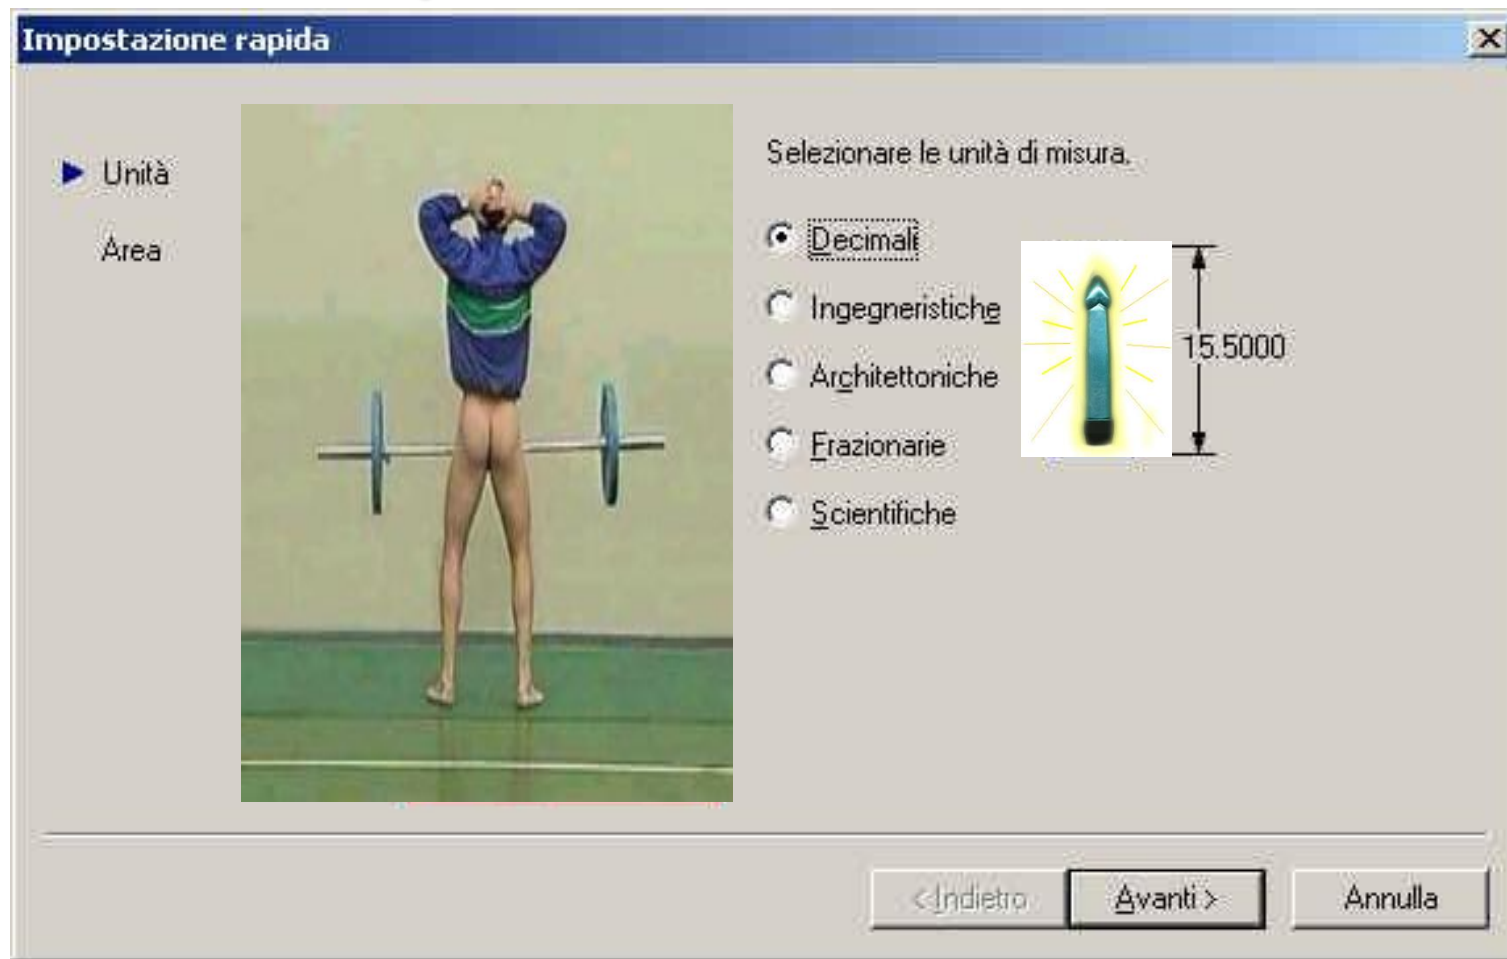 Impostazione rapida
Unità
Area
Selezionare le unità di misura.
Decimali
Ingegneristiche
Architettoniche
Frazionarie
Scientifiche
15.5000
< Indietro
Avanti >
Annulla